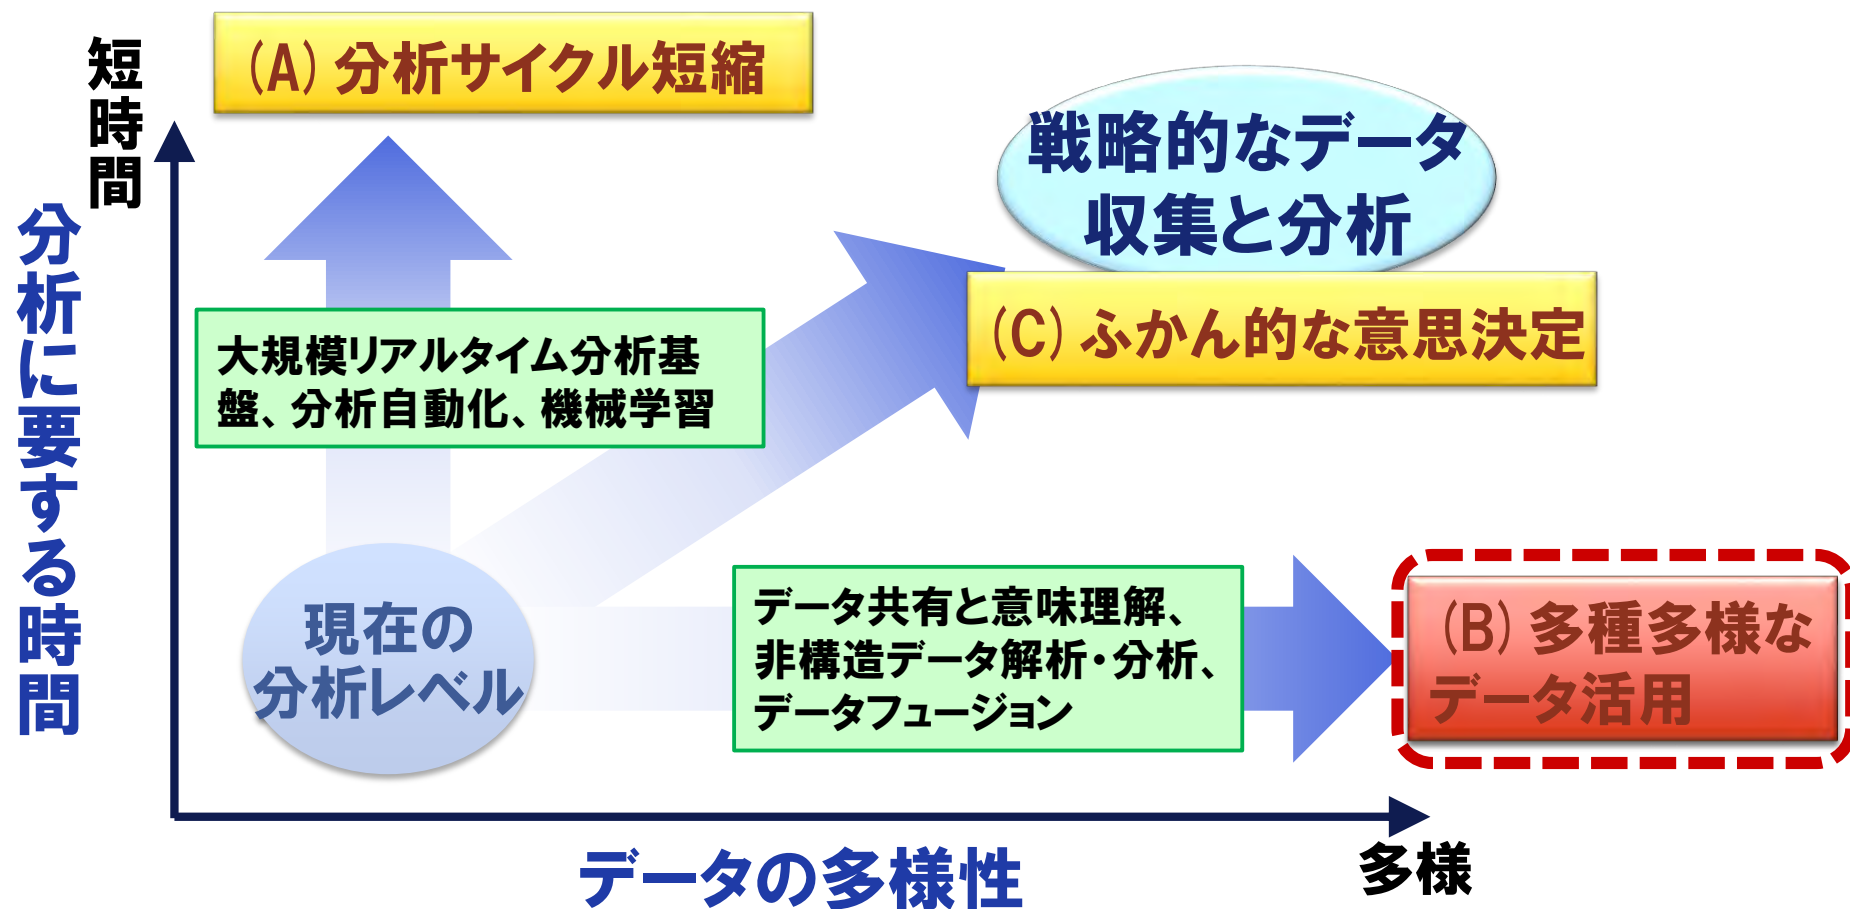 (A)分析サイクル短縮
短時間
戦略的なデータ
収集と分析
(C)ふかん的な意思決定
分析に要する時間
大規模リアルタイム分析基
盤、分析自動化、機械学習
現在の
分析レベル
データ共有と意味理解、
非構造データ解析・分析、
データフュージョン
(B)多種多様な
データ活用
データの多様性
多様